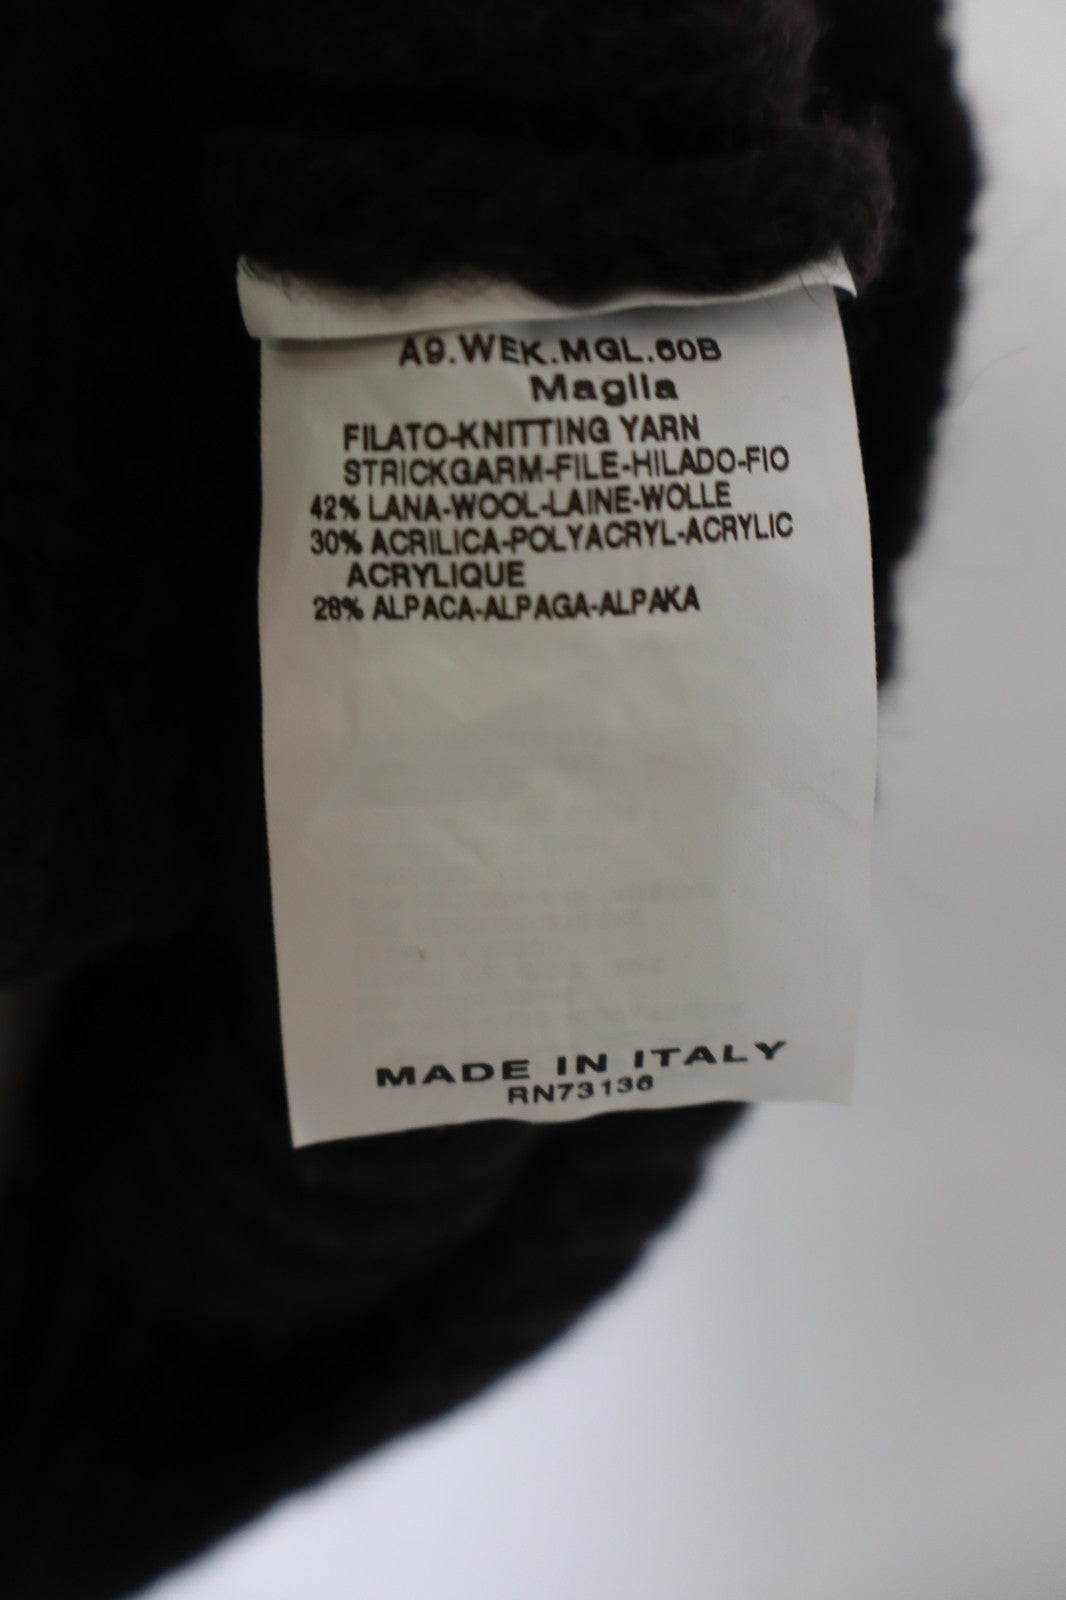 A9.WEK.MGL.60B
Maglia
FILATO-KNITTING YARN
STRICKGARM-FILE-HILADO-FIO
42% LANA-WOOL-LAINE-WOLLE
30% ACRILICA-POLYACRYL-ACRYLIC
ACRYLIQUE
28% ALPACA-ALPAGA-ALPAKA
MADE IN ITALY
RN73136